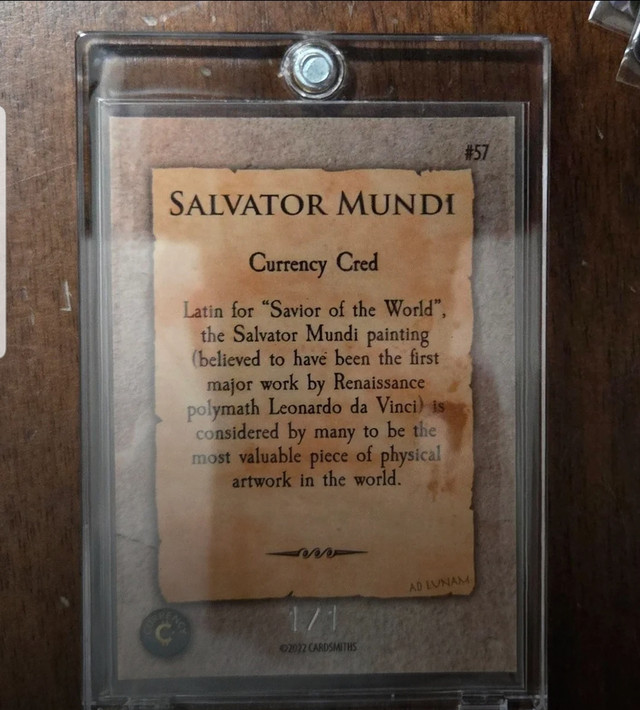 #57
SALVATOR MUNDI
Currency Cred
Latin for “Savior of the World”,
the Salvator Mundi painting
(believed to have been the first
major work by Renaissance
polymath Leonardo da Vinci) is
considered by many to be the
most valuable piece of physical
artwork in the world.
AD LUNAM
1/1
C
©2022 CARDSMITHS